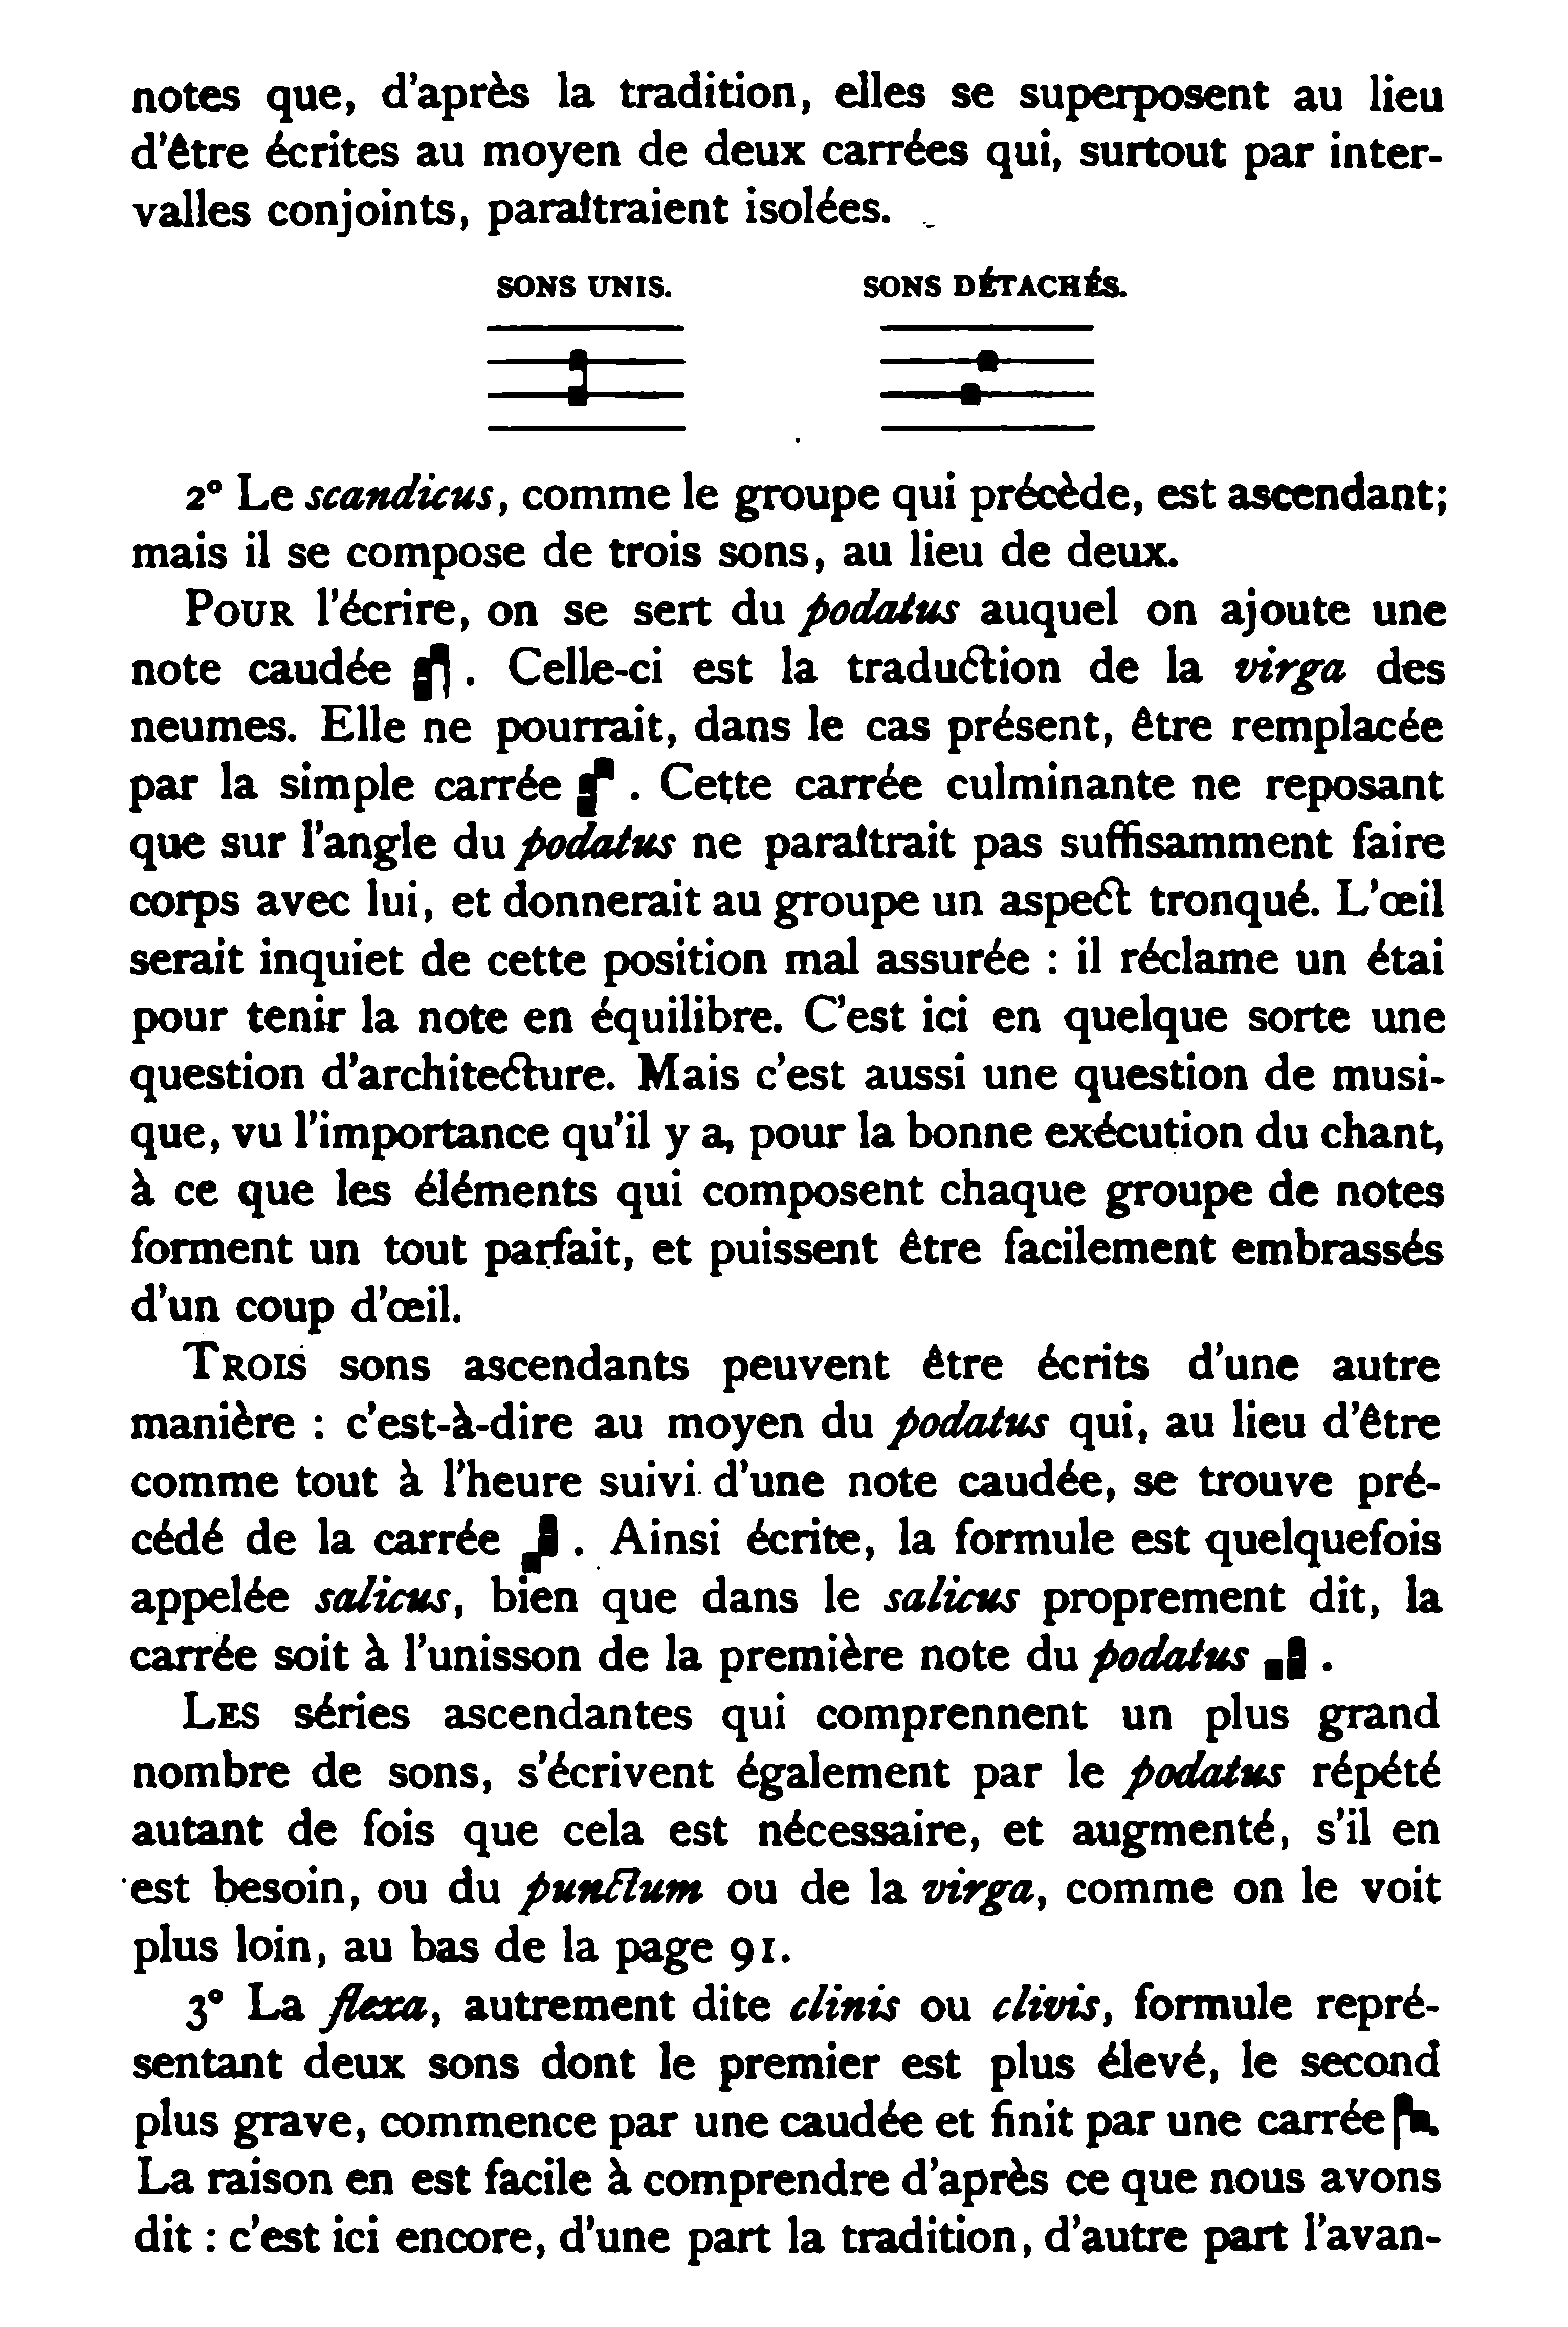 notes que, d'après la tradition, elles se superposent au lieu
d'être écrites au moyen de deux carrées qui, surtout par inter-
valles conjoints, paraîtraient isolées.
SONS UNIS. SONS DÉTACHÉS.
2° Le scandicus, comme le groupe qui précède, est ascendant;
mais il se compose de trois sons, au lieu de deux.
POUR l'écrire, on se sert du podatus auquel on ajoute une
note caudée . Celle-ci est la traduction de la virga des
neumes. Elle ne pourrait, dans le cas présent, être remplacée
par la simple carrée . Cette carrée culminante ne reposant
que sur l'angle du podatus ne paraîtrait pas suffisamment faire
corps avec lui, et donnerait au groupe un aspect tronqué. L'œil
serait inquiet de cette position mal assurée : il réclame un étai
pour tenir la note en équilibre. C'est ici en quelque sorte une
question d'architecture. Mais c'est aussi une question de musi-
que, vu l'importance qu'il y a, pour la bonne exécution du chant,
à ce que les éléments qui composent chaque groupe de notes
forment un tout parfait, et puissent être facilement embrassés
d'un coup d'œil.
TROIS sons ascendants peuvent être écrits d'une autre
manière : c'est-à-dire au moyen du podatus qui, au lieu d'être
comme tout à l'heure suivi d'une note caudée, se trouve pré-
cédé de la carrée . Ainsi écrite, la formule est quelquefois
appelée salicus, bien que dans le salicus proprement dit, la
carrée soit à l'unisson de la première note du podatus .
LES séries ascendantes qui comprennent un plus grand
nombre de sons, s'écrivent également par le podatus répété
autant de fois que cela est nécessaire, et augmenté, s'il en
est besoin, ou du punctum ou de la virga, comme on le voit
plus loin, au bas de la page 91.
3° La flexa, autrement dite clinis ou clivis, formule repré-
sentant deux sons dont le premier est plus élevé, le second
plus grave, commence par une caudée et finit par une carrée .
La raison en est facile à comprendre d'après ce que nous avons
dit : c'est ici encore, d'une part la tradition, d'autre part l'avan-